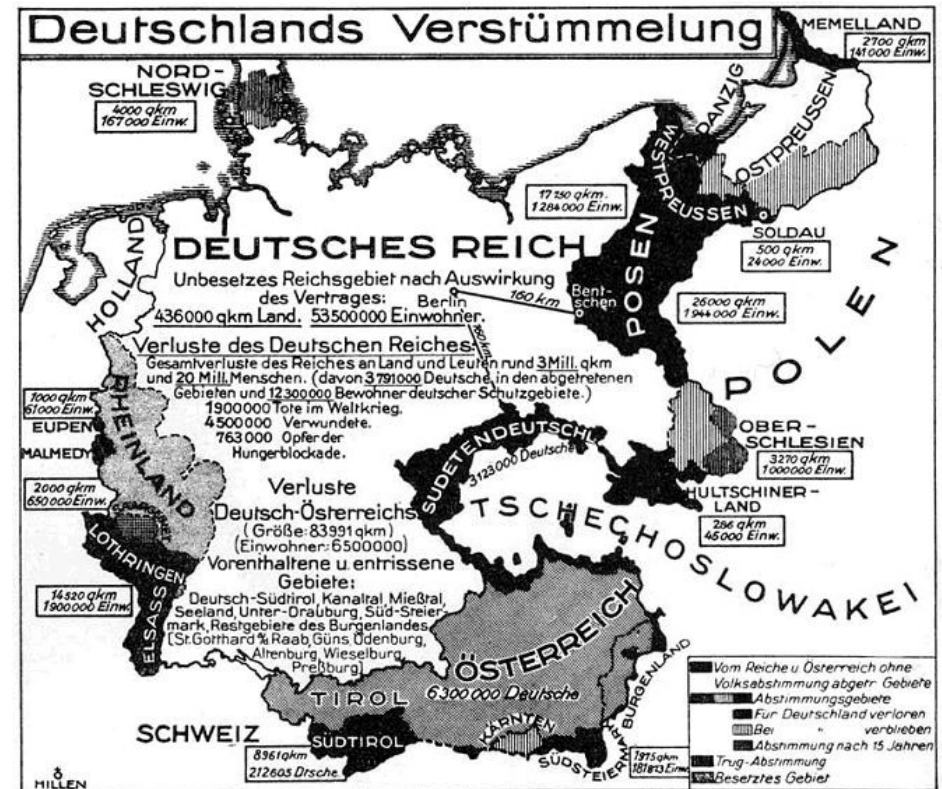 Deutschlands Verstümmelung
MEMELLAND
2700 qkm
141000 Einw.
NORD-
SCHLESWIG
4000 qkm
167000 Einw.
DANZIG
OSTPREUSSEN
WESTPREUSSEN
17150 qkm.
1284000 Einw.
SOLDAU
500 qkm
24000 Einw.
HOLLAND
DEUTSCHES REICH
Unbesetzes Reichsgebiet nach Auswirkung
des Vertrages:
436000 qkm Land. 53500000 Einwohner.
Berlin
160 km
Bent-
schen
POSEN
26000 qkm
1944000 Einw.
POLEN
Verluste des Deutschen Reiches:
Gesamtverluste des Reiches an Land und Leuten rund 3 Mill. qkm
und 20 Mill. Menschen. (davon 3791000 Deutsche in den abgetretenen
Gebieten und 12300000 Bewohner deutscher Schutzgebiete.)
1900000 Tote im Weltkrieg.
4500000 Verwundete.
763000 Opfer der
Hungerblockade.
RHEINLAND
1000 qkm
61000 Einw.
EUPEN
MALMEDY
2000 qkm
650000 Einw.
SAARGEBIET
LOTHRINGEN
14520 qkm
1900000 Einw.
ELSASS
OBER-
SCHLESIEN
3270 qkm
1000000 Einw.
HULTSCHINER-
LAND
286 qkm
45000 Einw.
SUDETENDEUTSCHL.
3123000 Deutsche
TSCHECHOSLOWAKEI
Verluste
Deutsch-Österreichs
(Größe: 83991 qkm)
(Einwohner: 6500000)
Vorenthaltene u. entrissene
Gebiete:
Deutsch-Südtirol, Kanaltal, Mießtal,
Seeland, Unter-Drauburg, Süd-Steier-
mark, Restgebiete des Burgenlandes
[St. Gotthard a/Raab, Güns, Ödenburg,
Altenburg, Wieselburg,
Preßburg]
ÖSTERREICH
6300000 Deutsche
TIROL
SCHWEIZ
SÜDTIROL
8961 qkm
212605 Dtsche.
KÄRNTEN
SÜDSTEIERMARK
BURGENLAND
1975 qkm
181873 Einw.
Vom Reiche u. Österreich ohne
Volksabstimmung abgetr. Gebiete
Abstimmungsgebiete
Für Deutschland verloren
Bei " verblieben
Abstimmung nach 15 Jahren
Trug-Abstimmung
Besetztes Gebiet
HILLEN